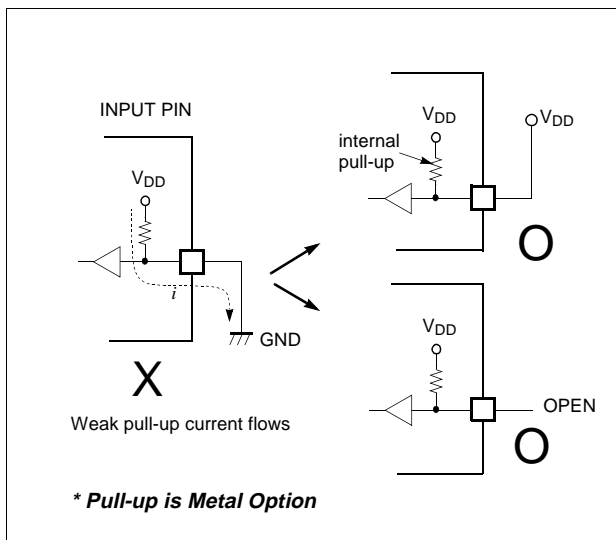 INPUT PIN
VDD
i
GND
X
Weak pull-up current flows
internal
pull-up
VDD
VDD
O
VDD
OPEN
O
* Pull-up is Metal Option